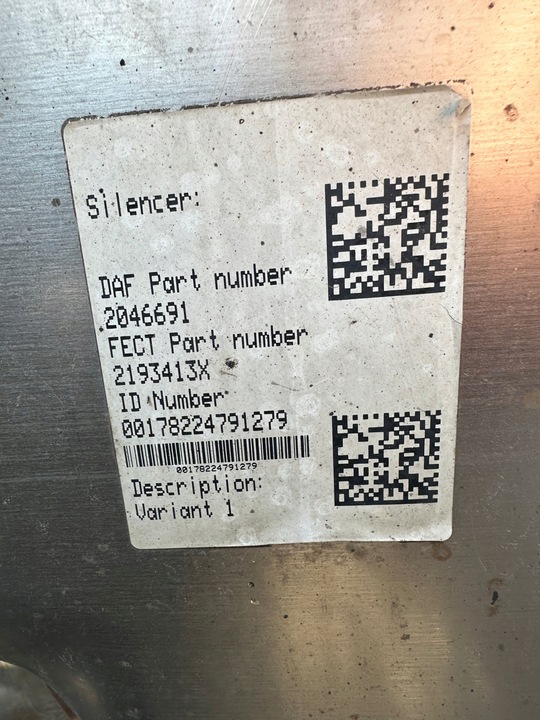 Silencer:
DAF Part number
2046691
FECT Part number
2193413X
ID Number
00178224791279
00178224791279
Description:
Variant 1